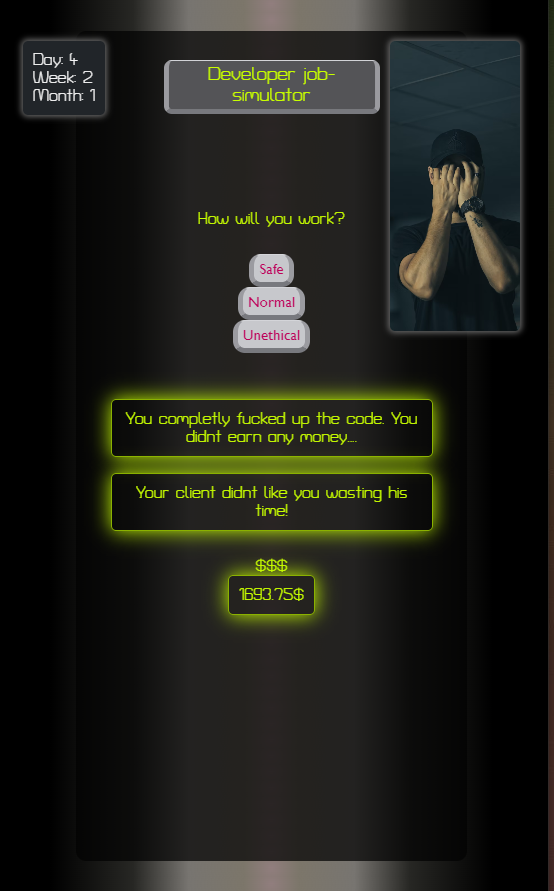 Day: 4
Week: 2
Month: 1
Developer job-
simulator
How will you work?
Safe
Normal
Unethical
You completly fucked up the code. You
didnt earn any money....
Your client didnt like you wasting his
time!
$$$
1693.75$